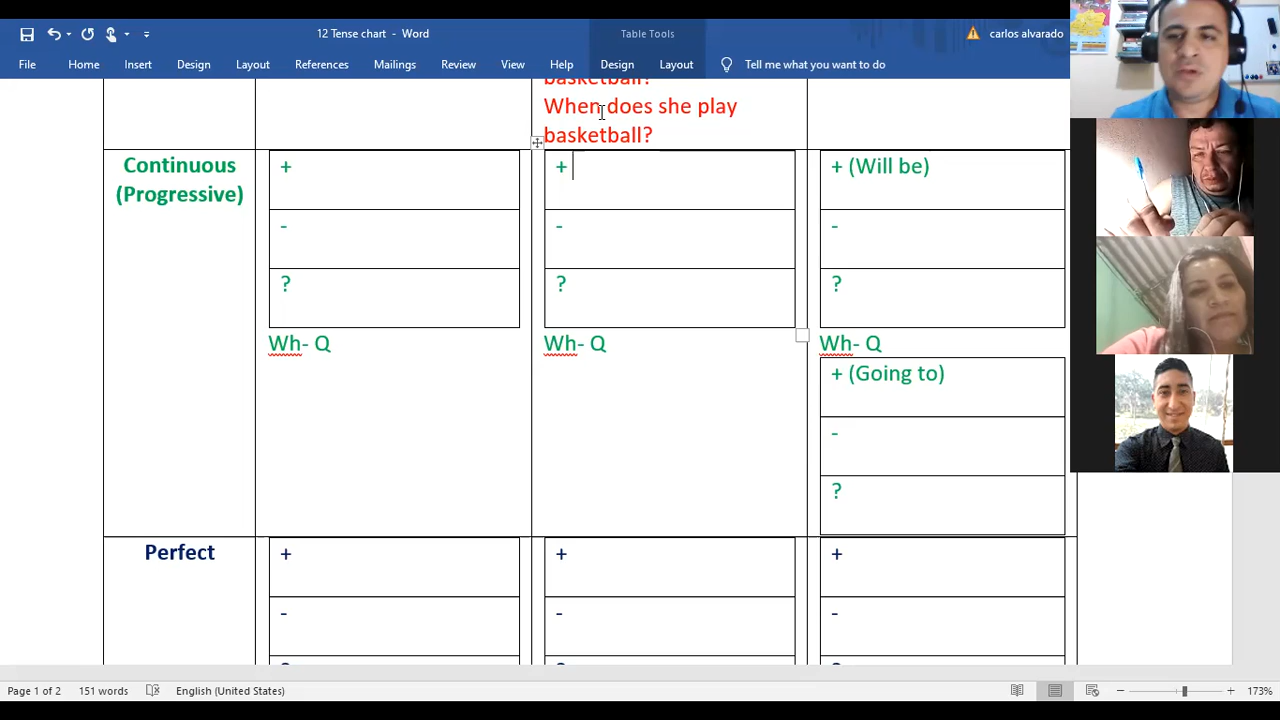 12 Tense chart - Word
Table Tools
carlos alvarado
File
Home
Insert
Design
Layout
References
Mailings
Review
View
Help
Design
Layout
Tell me what you want to do
basketball?
When does she play
basketball?
Continuous
(Progressive)
+
-
?
Wh- Q
+
-
?
Wh- Q
+ (Will be)
-
?
Wh- Q
+ (Going to)
-
?
Perfect
+
-
?
+
-
?
+
-
?
Page 1 of 2
151 words
English (United States)
173%